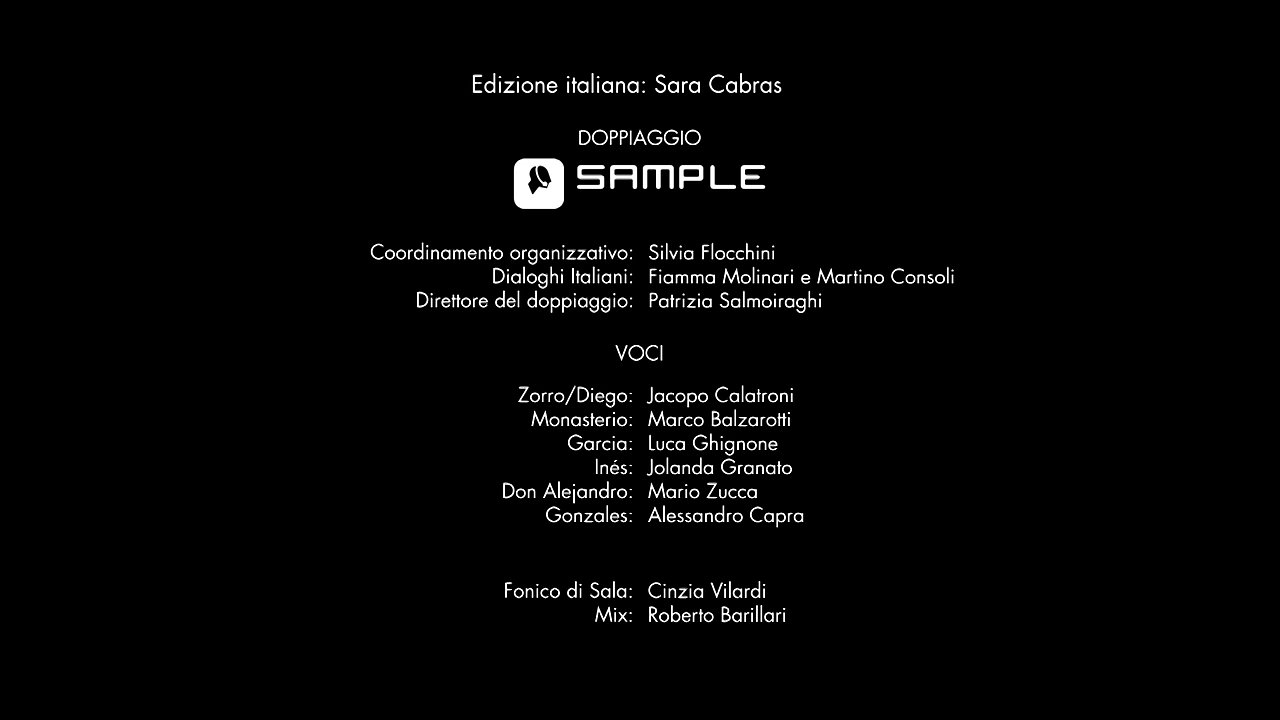 Edizione italiana: Sara Cabras
DOPPIAGGIO
SAMPLE
Coordinamento organizzativo: Silvia Flocchini
Dialoghi Italiani: Fiamma Molinari e Martino Consoli
Direttore del doppiaggio: Patrizia Salmoiraghi
VOCI
Zorro/Diego: Jacopo Calatroni
Monasterio: Marco Balzarotti
Garcia: Luca Ghignone
Inés: Jolanda Granato
Don Alejandro: Mario Zucca
Gonzales: Alessandro Capra
Fonico di Sala: Cinzia Vilardi
Mix: Roberto Barillari